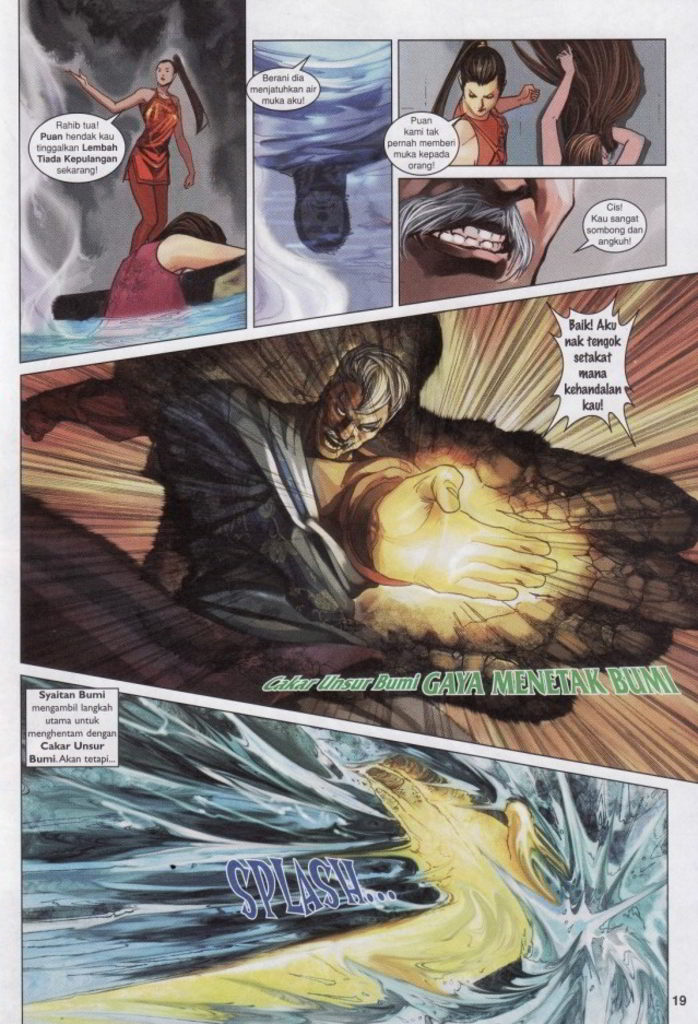 Rahib tua!
Puan hendak kau
tinggalkan Lembah
Tiada Kepulangan
sekarang!
Berani dia
menjatuhkan air
muka aku!
Puan
kami tak
pernah memberi
muka kepada
orang!
Cis!
Kau sangat
sombong dan
angkuh!
Baik! Aku
nak tengok
setakat
mana
kehandalan
kau!
Cakar Unsur Bumi GAYA MENETAK BUMI
Syaitan Bumi
mengambil langkah
utama untuk
menghentam dengan
Cakar Unsur
Bumi. Akan tetapi...
SPLASH...
19